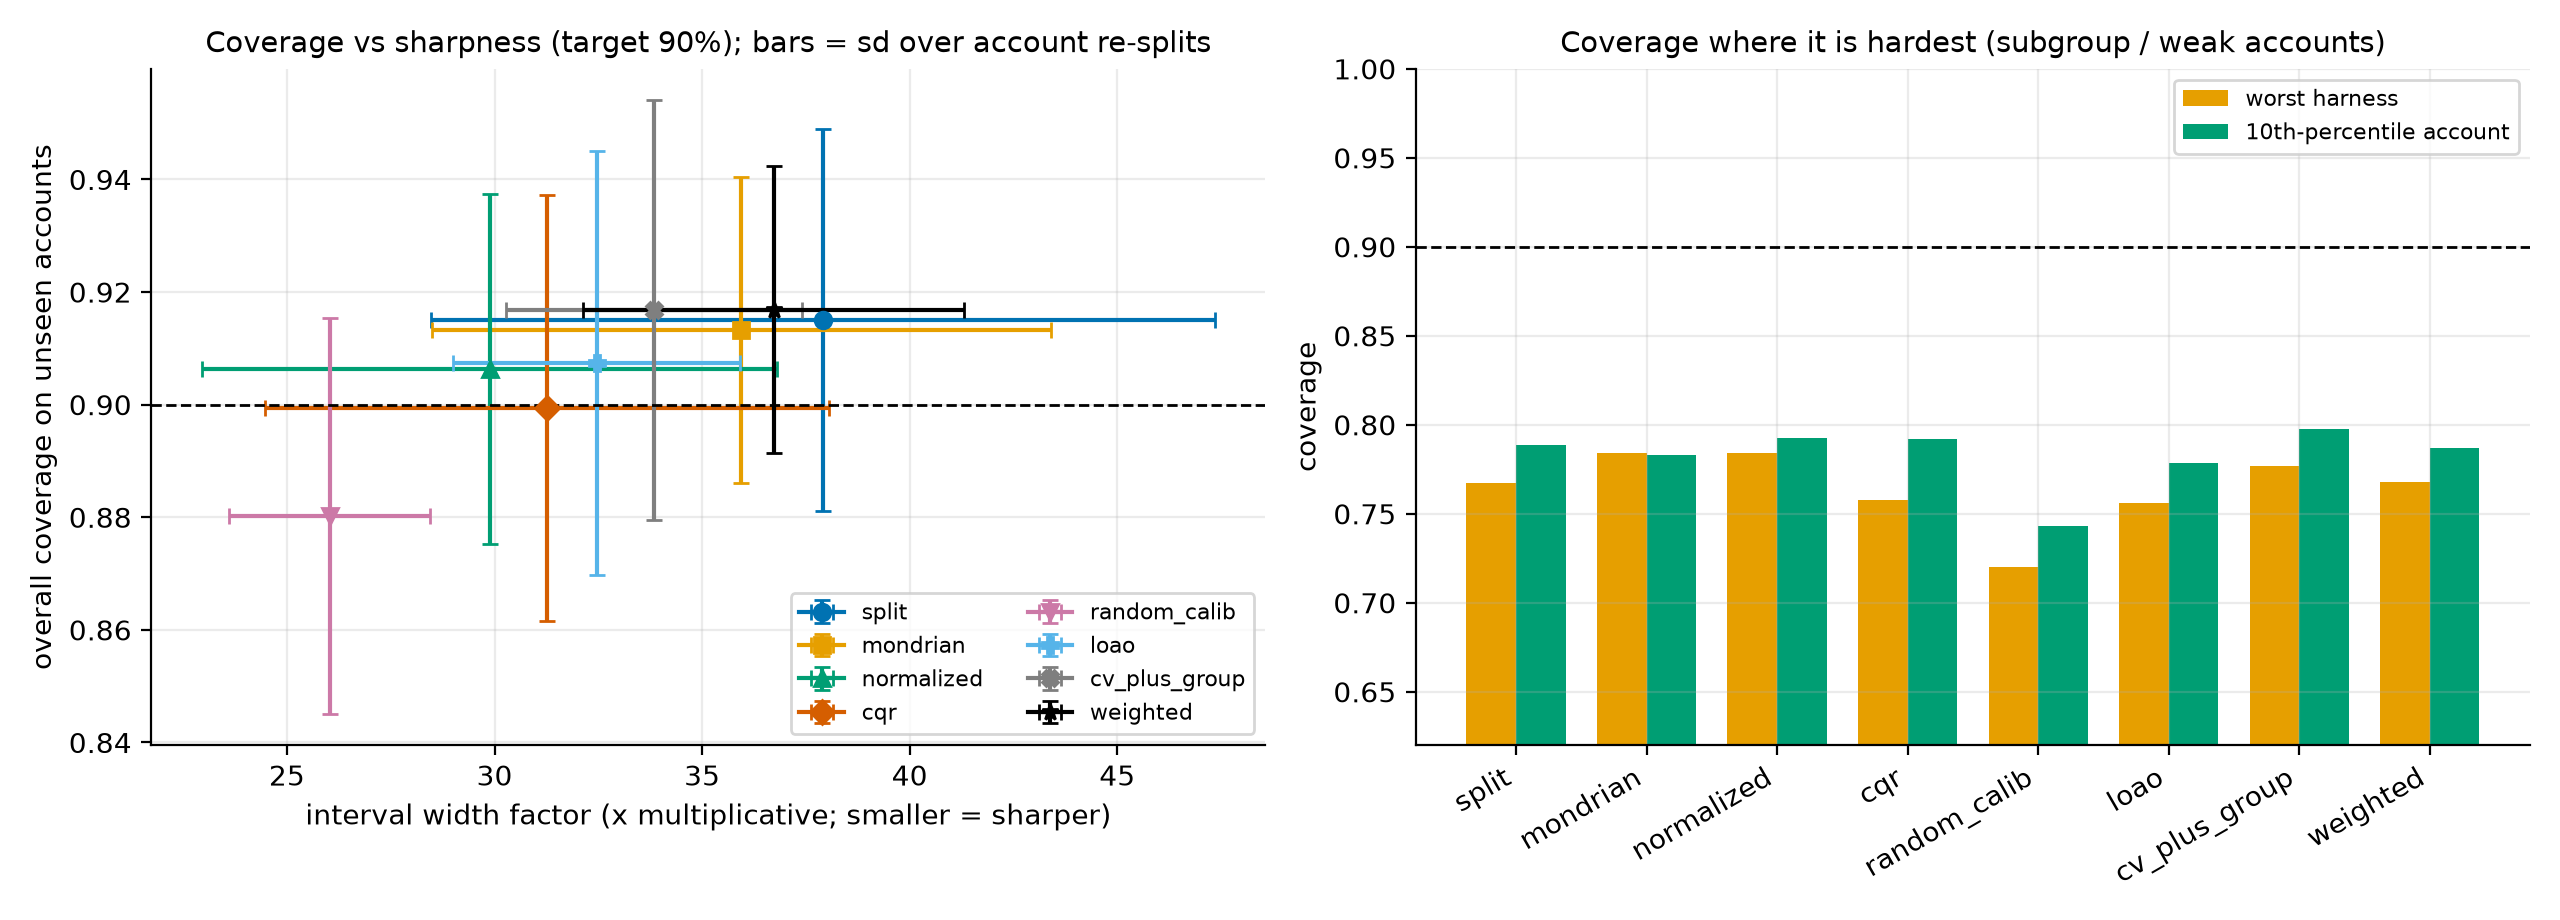 Coverage vs sharpness (target 90%); bars = sd over account re-splits
overall coverage on unseen accounts
0.94
0.92
0.90
0.88
0.86
0.84
25 30 35 40 45
interval width factor (x multiplicative; smaller = sharper)
split
mondrian
normalized
cqr
random_calib
loao
cv_plus_group
weighted
Coverage where it is hardest (subgroup / weak accounts)
coverage
1.00
0.95
0.90
0.85
0.80
0.75
0.70
0.65
worst harness
10th-percentile account
split
mondrian
normalized
cqr
random_calib
loao
cv_plus_group
weighted